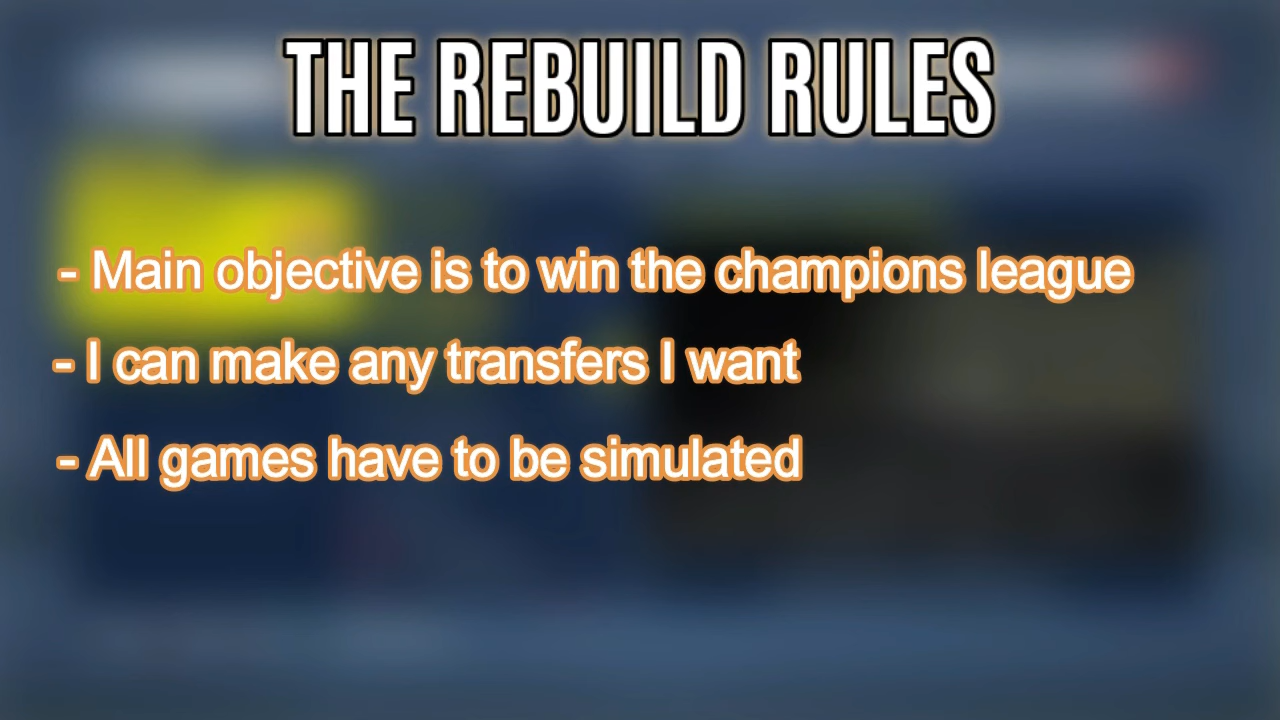 THE REBUILD RULES
- Main objective is to win the champions league
- I can make any transfers I want
- All games have to be simulated